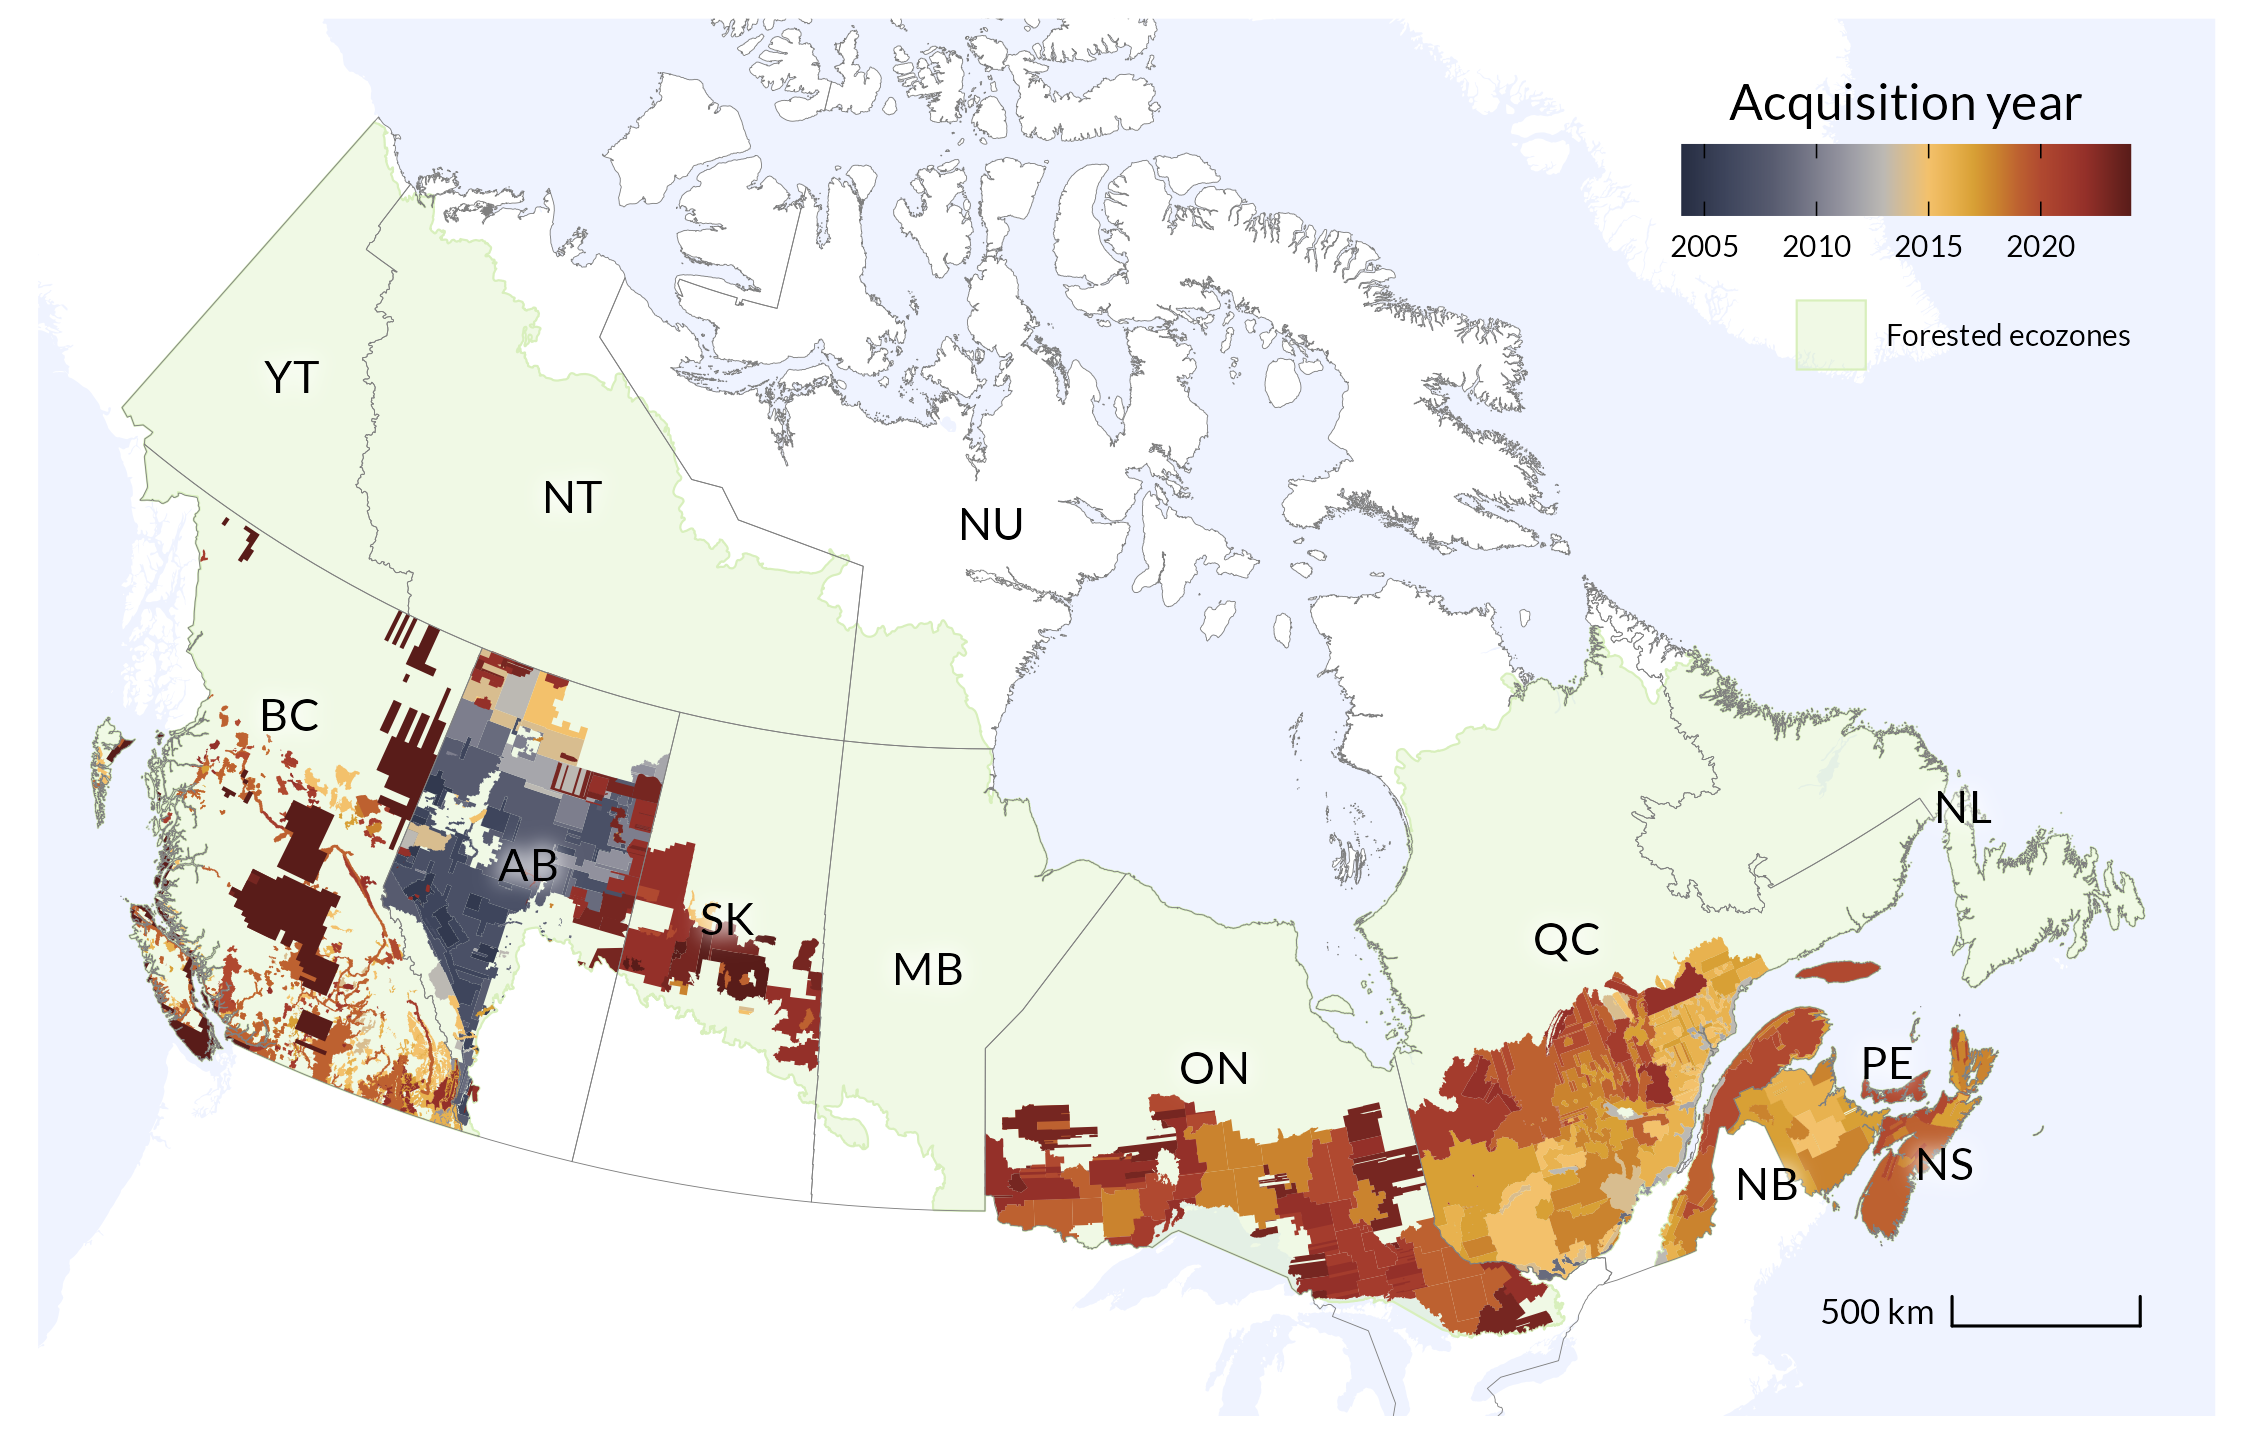 Acquisition year
2005 2010 2015 2020
Forested ecozones
YT
NT
NU
BC
NL
AB
SK
QC
MB
ON
PE
NS
NB
500 km